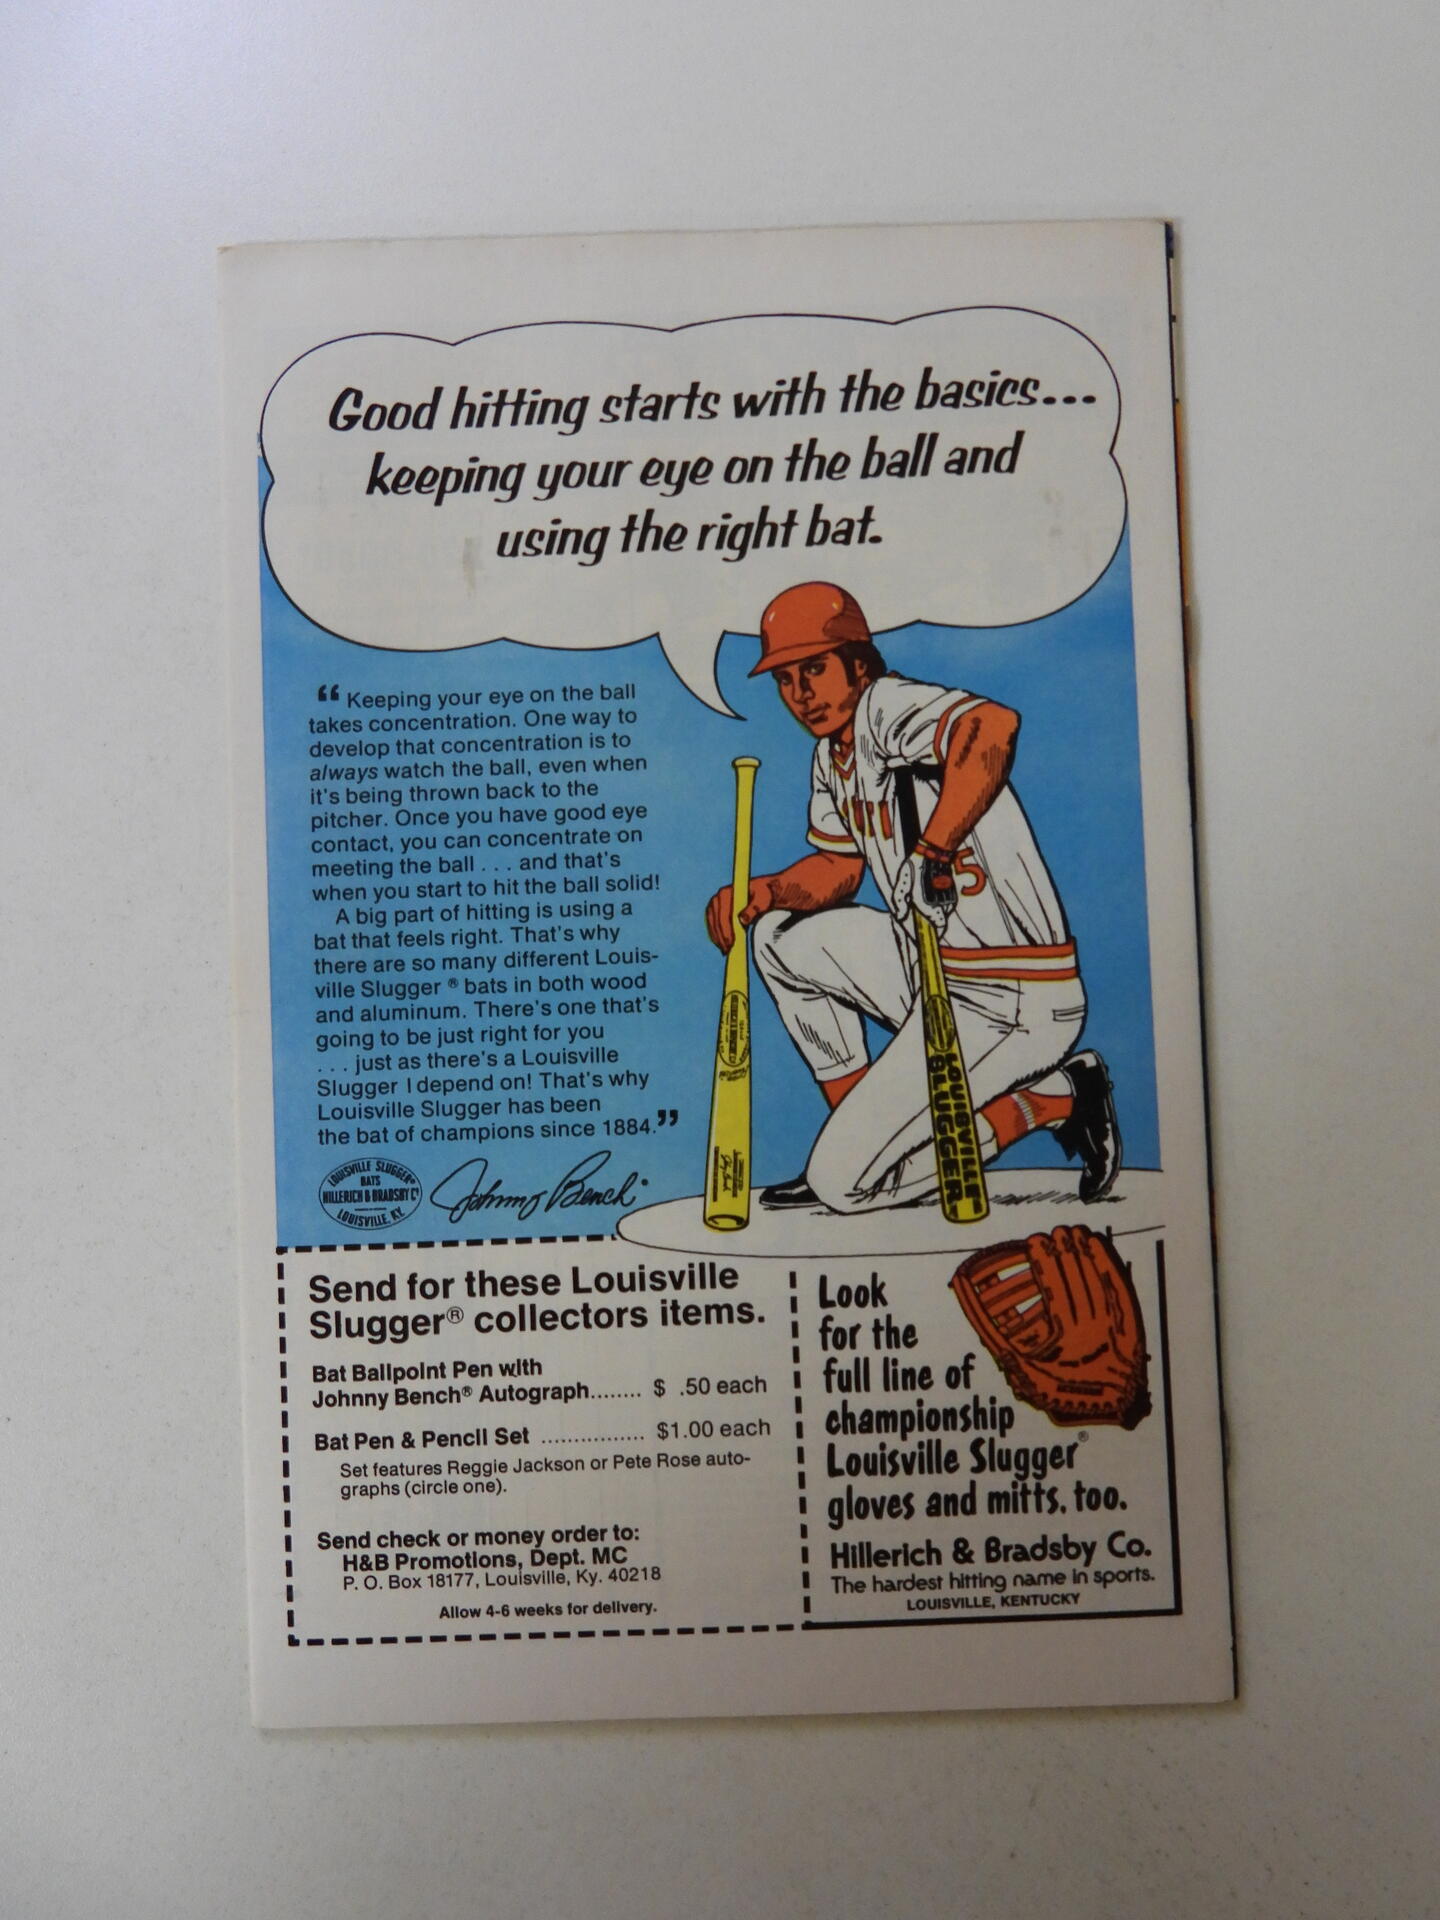 Good hitting starts with the basics...
keeping your eye on the ball and
using the right bat.
“ Keeping your eye on the ball
takes concentration. One way to
develop that concentration is to
always watch the ball, even when
it's being thrown back to the
pitcher. Once you have good eye
contact, you can concentrate on
meeting the ball . . . and that's
when you start to hit the ball solid!
A big part of hitting is using a
bat that feels right. That's why
there are so many different Louis-
ville Slugger ® bats in both wood
and aluminum. There's one that's
going to be just right for you
. . . just as there's a Louisville
Slugger I depend on! That's why
Louisville Slugger has been
the bat of champions since 1884.”
LOUISVILLE SLUGGER®
BATS
HILLERICH & BRADSBY Co
LOUISVILLE, KY.
Johnny Bench
5
LOUISVILLE
SLUGGER
Send for these Louisville
Slugger® collectors items.
Bat Ballpoint Pen with
Johnny Bench® Autograph........ $ .50 each
Bat Pen & Pencil Set ................ $1.00 each
Set features Reggie Jackson or Pete Rose auto-
graphs (circle one).
Send check or money order to:
H&B Promotions, Dept. MC
P. O. Box 18177, Louisville, Ky. 40218
Allow 4-6 weeks for delivery.
Look
for the
full line of
championship
Louisville Slugger®
gloves and mitts, too.
Hillerich & Bradsby Co.
The hardest hitting name in sports.
LOUISVILLE, KENTUCKY